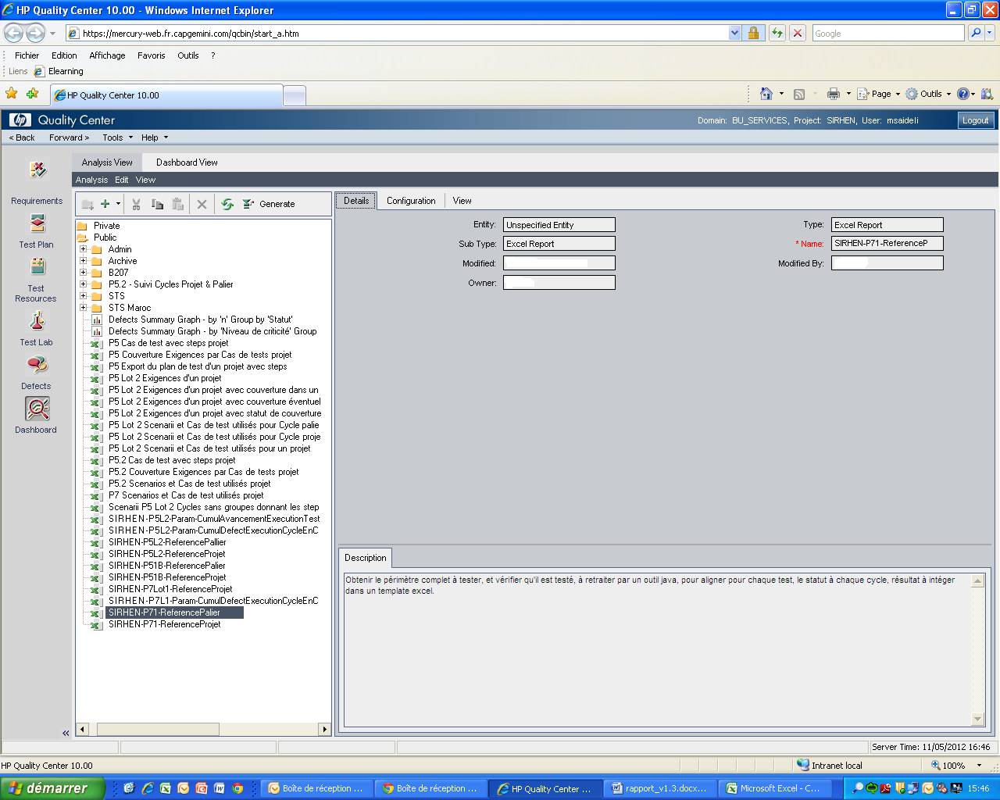 HP Quality Center 10.00 - Windows Internet Explorer
https://mercury-web.fr.capgemini.com/qcbin/start_a.htm
Google
Fichier Edition Affichage Favoris Outils ?
Liens Elearning
HP Quality Center 10.00
Page Outils
hp Quality Center
Domain: BU_SERVICES, Project: SIRHEN, User: msaideli
Logout
< Back Forward > Tools Help
Analysis View Dashboard View
Analysis Edit View
Requirements
Test Plan
Test Resources
Test Lab
Defects
Dashboard
Generate
Private
Public
Admin
Archive
B207
P5.2 - Suivi Cycles Projet & Palier
STS
STS Maroc
Defects Summary Graph - by 'n' Group by 'Statut'
Defects Summary Graph - by 'Niveau de criticité' Group
P5 Cas de test avec steps projet
P5 Couverture Exigences par Cas de tests projet
P5 Export du plan de test d'un projet avec steps
P5 Lot 2 Exigences d'un projet
P5 Lot 2 Exigences d'un projet avec couverture dans un
P5 Lot 2 Exigences d'un projet avec couverture éventuel
P5 Lot 2 Exigences d'un projet avec statut de couverture
P5 Lot 2 Scenarii et Cas de test utilisés pour Cycle palie
P5 Lot 2 Scenarii et Cas de test utilisés pour Cycle proje
P5 Lot 2 Scenarii et Cas de test utilisés pour un projet
P5.2 Cas de test avec steps projet
P5.2 Couverture Exigences par Cas de tests projet
P5.2 Scenarios et Cas de test utilisés projet
P7 Scenarios et Cas de test utilisés projet
Scenarii P5 Lot 2 Cycles sans groupes donnant les step
SIRHEN-P5L2-Param-CumulAvancementExecutionTest
SIRHEN-P5L2-Param-CumulDefectExecutionCycleEnC
SIRHEN-P5L2-ReferencePallier
SIRHEN-P5L2-ReferenceProjet
SIRHEN-P51B-ReferencePalier
SIRHEN-P51B-ReferenceProjet
SIRHEN-P7Lot1-ReferenceProjet
SIRHEN-P7L1-Param-CumulDefectExecutionCycleEnC
SIRHEN-P71-ReferencePalier
SIRHEN-P71-ReferenceProjet
Details Configuration View
Entity: Unspecified Entity
Type: Excel Report
Sub Type: Excel Report
* Name: SIRHEN-P71-ReferenceP
Modified:
Modified By:
Owner:
Description
Obtenir le périmètre complet à tester, et vérifier qu'il est testé, à retraiter par un outil java, pour aligner pour chaque test, le statut à chaque cycle, résultat à intéger
dans un template excel.
Server Time: 11/05/2012 16:46
HP Quality Center 10.00
Intranet local
100%
démarrer
Boîte de réception ...
Boîte de réception ...
HP Quality Center ...
rapport_v1.3.docx...
Microsoft Excel - C...
15:46